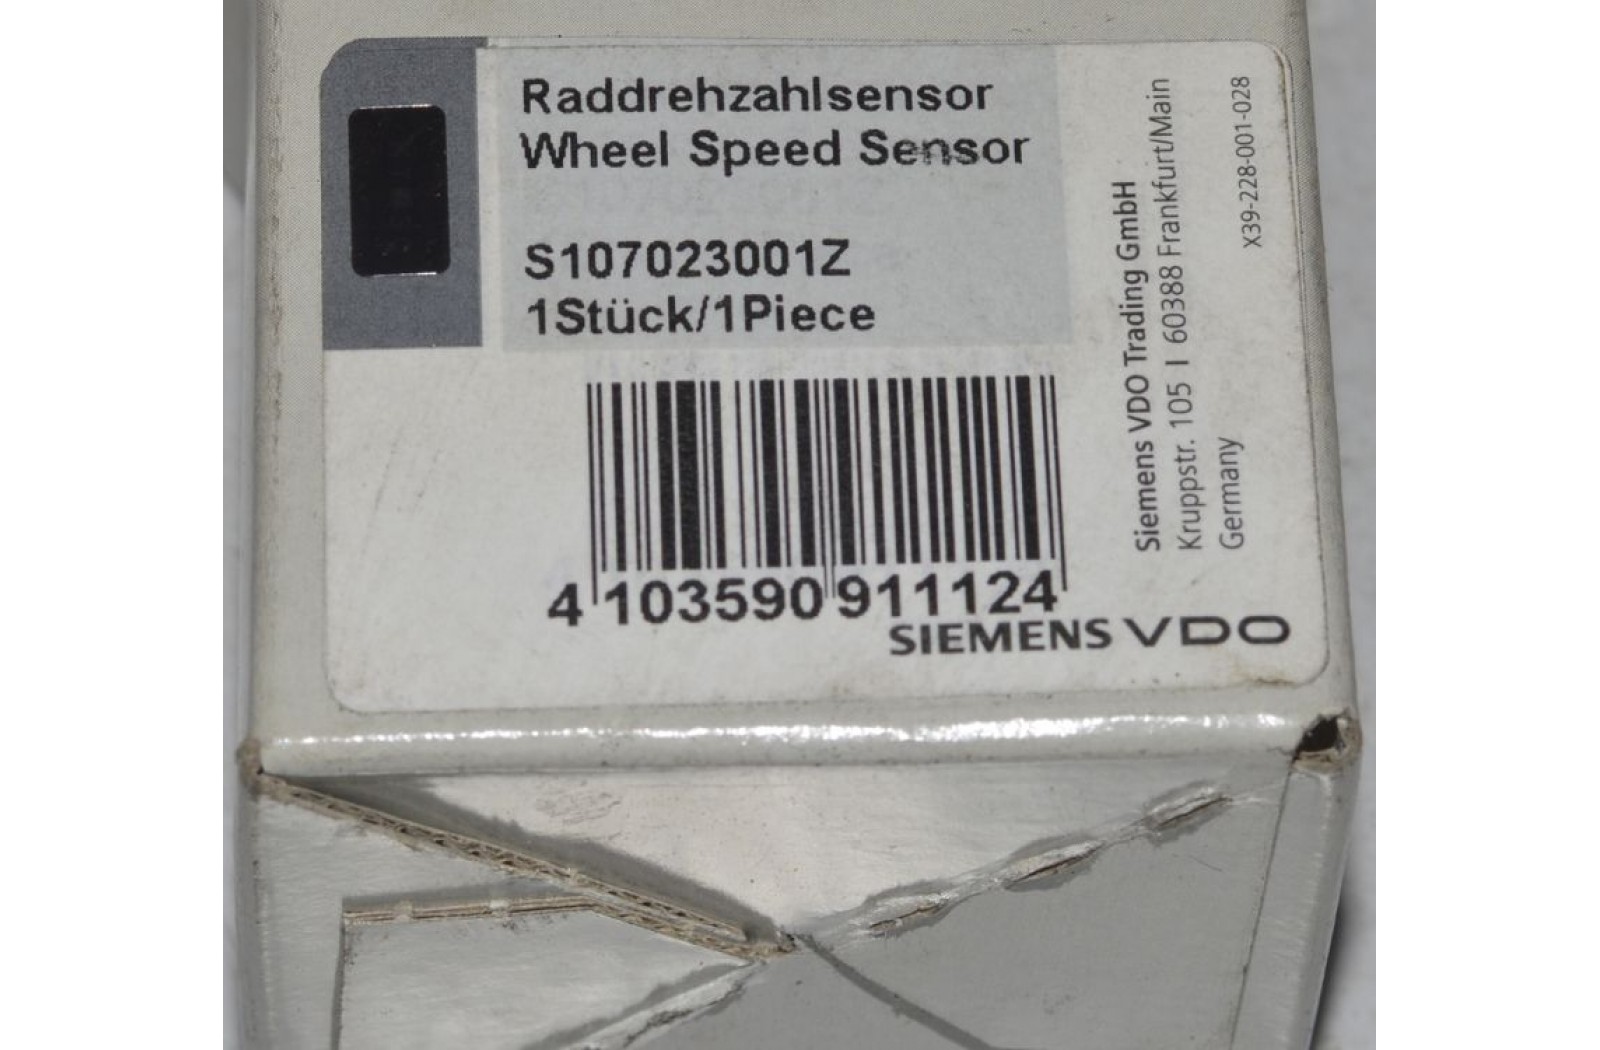 Raddrehzahlsensor
Wheel Speed Sensor
S107023001Z
1Stück/1Piece
4 103590 911124
SIEMENS VDO
Siemens VDO Trading GmbH
Kruppstr. 105 I 60388 Frankfurt/Main
Germany
X39-228-001-028